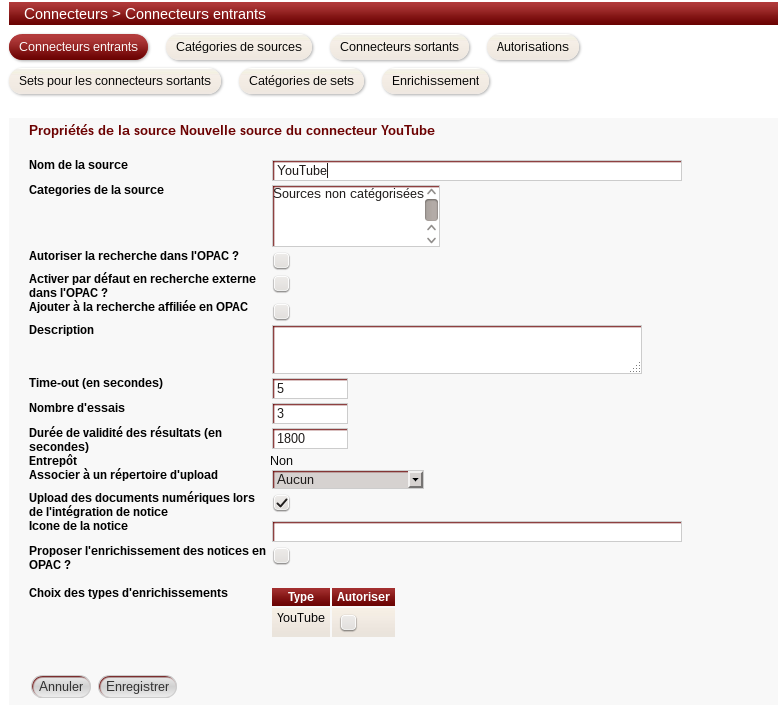 Connecteurs > Connecteurs entrants
Connecteurs entrants Catégories de sources Connecteurs sortants Autorisations
Sets pour les connecteurs sortants Catégories de sets Enrichissement
Propriétés de la source Nouvelle source du connecteur YouTube
Nom de la source YouTube
Categories de la source Sources non catégorisées
Autoriser la recherche dans l'OPAC ?
Activer par défaut en recherche externe
dans l'OPAC ?
Ajouter à la recherche affiliée en OPAC
Description
Time-out (en secondes) 5
Nombre d'essais 3
Durée de validité des résultats (en
secondes) 1800
Entrepôt Non
Associer à un répertoire d'upload Aucun
Upload des documents numériques lors
de l'intégration de notice
Icone de la notice
Proposer l'enrichissement des notices en
OPAC ?
Choix des types d'enrichissements Type Autoriser
YouTube
Annuler Enregistrer